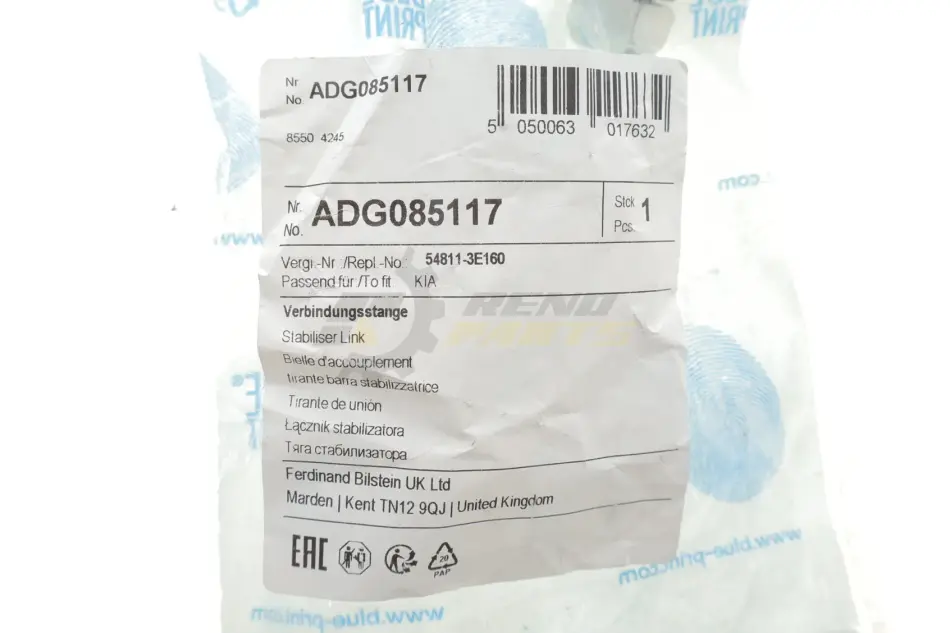 Nr
No. ADG085117
8550 4245
5 050063 017632
Nr.
No. ADG085117
Stck
Pcs. 1
Vergl.-Nr./Repl.-No.: 54811-3E160
Passend für/To fit KIA
RENO
PARTS
Verbindungsstange
Stabiliser Link
Bielle d'accouplement
tirante barra stabilizzatrice
Tirante de unión
Łącznik stabilizatora
Тяга стабилизатора
Ferdinand Bilstein UK Ltd
Marden | Kent TN12 9QJ | United Kingdom
EAC
20
PAP
www.blue-print.com
www.blue-print.com